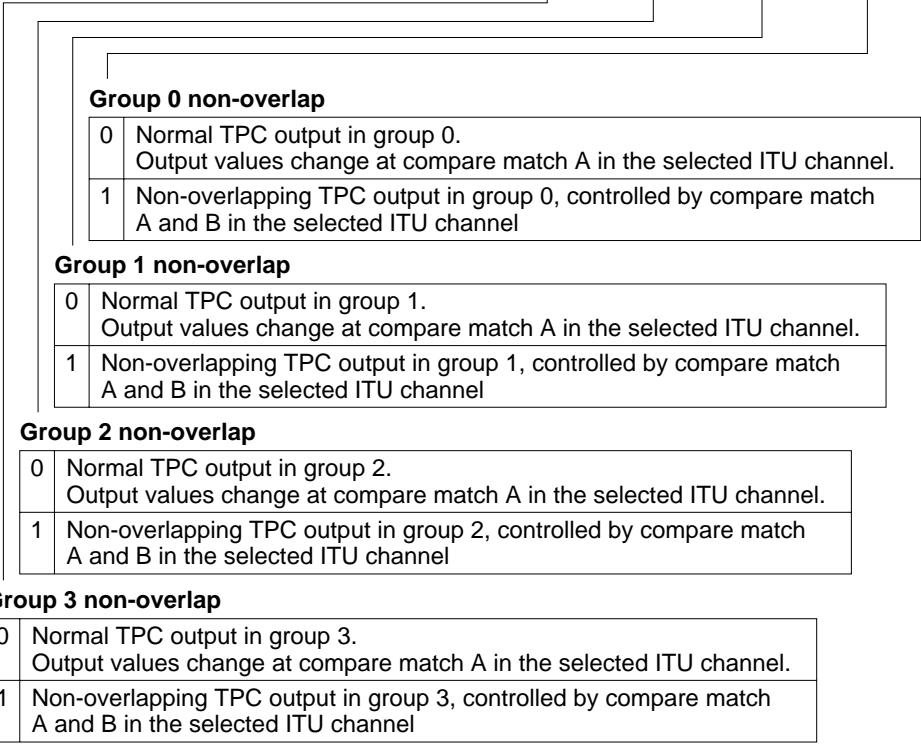 Group 0 non-overlap
0 Normal TPC output in group 0.
Output values change at compare match A in the selected ITU channel.
1 Non-overlapping TPC output in group 0, controlled by compare match
A and B in the selected ITU channel
Group 1 non-overlap
0 Normal TPC output in group 1.
Output values change at compare match A in the selected ITU channel.
1 Non-overlapping TPC output in group 1, controlled by compare match
A and B in the selected ITU channel
Group 2 non-overlap
0 Normal TPC output in group 2.
Output values change at compare match A in the selected ITU channel.
1 Non-overlapping TPC output in group 2, controlled by compare match
A and B in the selected ITU channel
Group 3 non-overlap
0 Normal TPC output in group 3.
Output values change at compare match A in the selected ITU channel.
1 Non-overlapping TPC output in group 3, controlled by compare match
A and B in the selected ITU channel